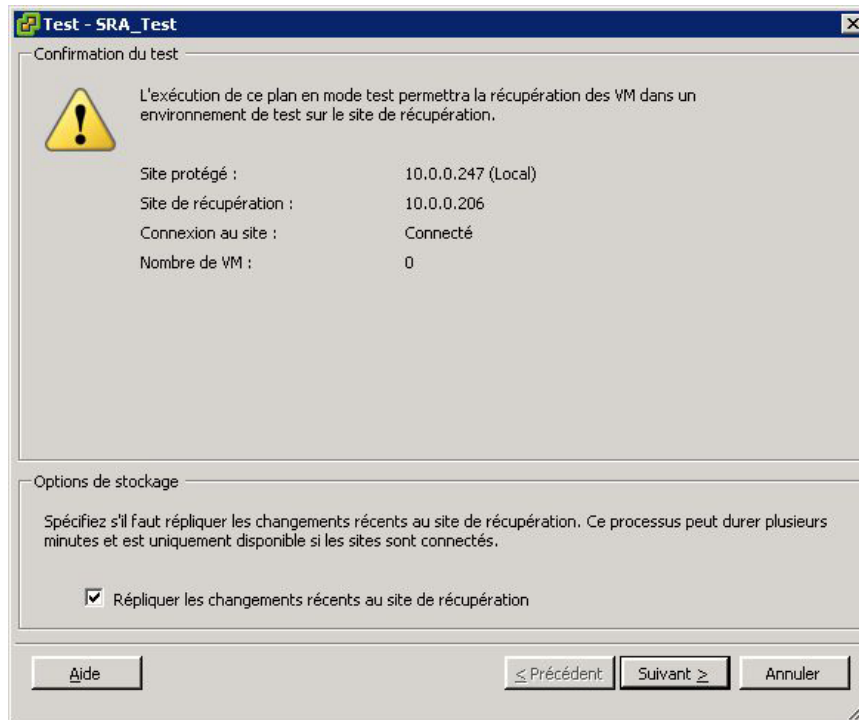 Test - SRA_Test
Confirmation du test
L'exécution de ce plan en mode test permettra la récupération des VM dans un
environnement de test sur le site de récupération.
Site protégé : 10.0.0.247 (Local)
Site de récupération : 10.0.0.206
Connexion au site : Connecté
Nombre de VM : 0
Options de stockage
Spécifiez s'il faut répliquer les changements récents au site de récupération. Ce processus peut durer plusieurs
minutes et est uniquement disponible si les sites sont connectés.
Répliquer les changements récents au site de récupération
Aide < Précédent Suivant > Annuler